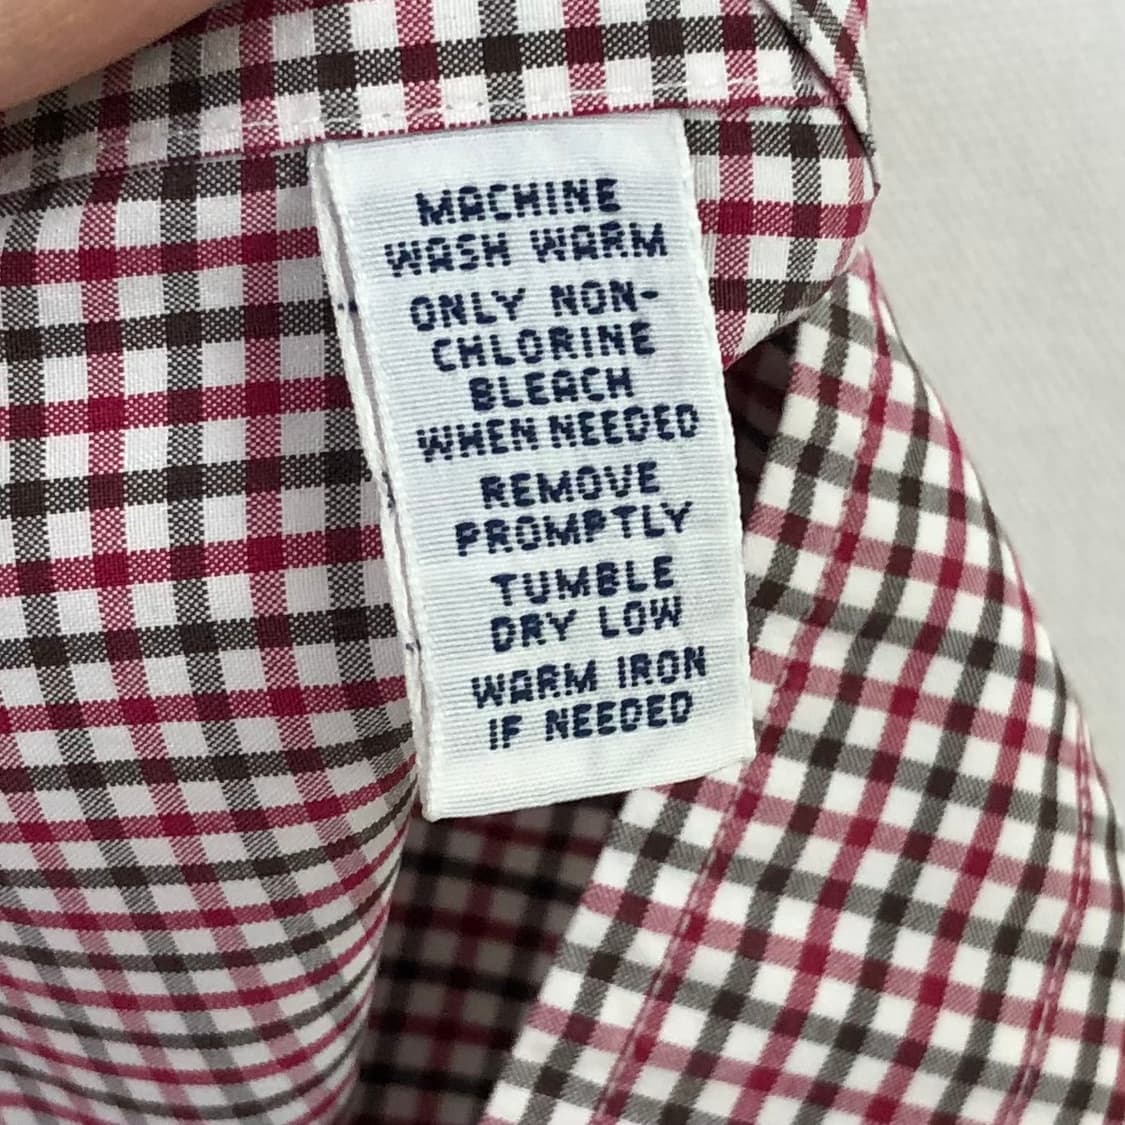 MACHINE
WASH WARM
ONLY NON-
CHLORINE
BLEACH
WHEN NEEDED
REMOVE
PROMPTLY
TUMBLE
DRY LOW
WARM IRON
IF NEEDED